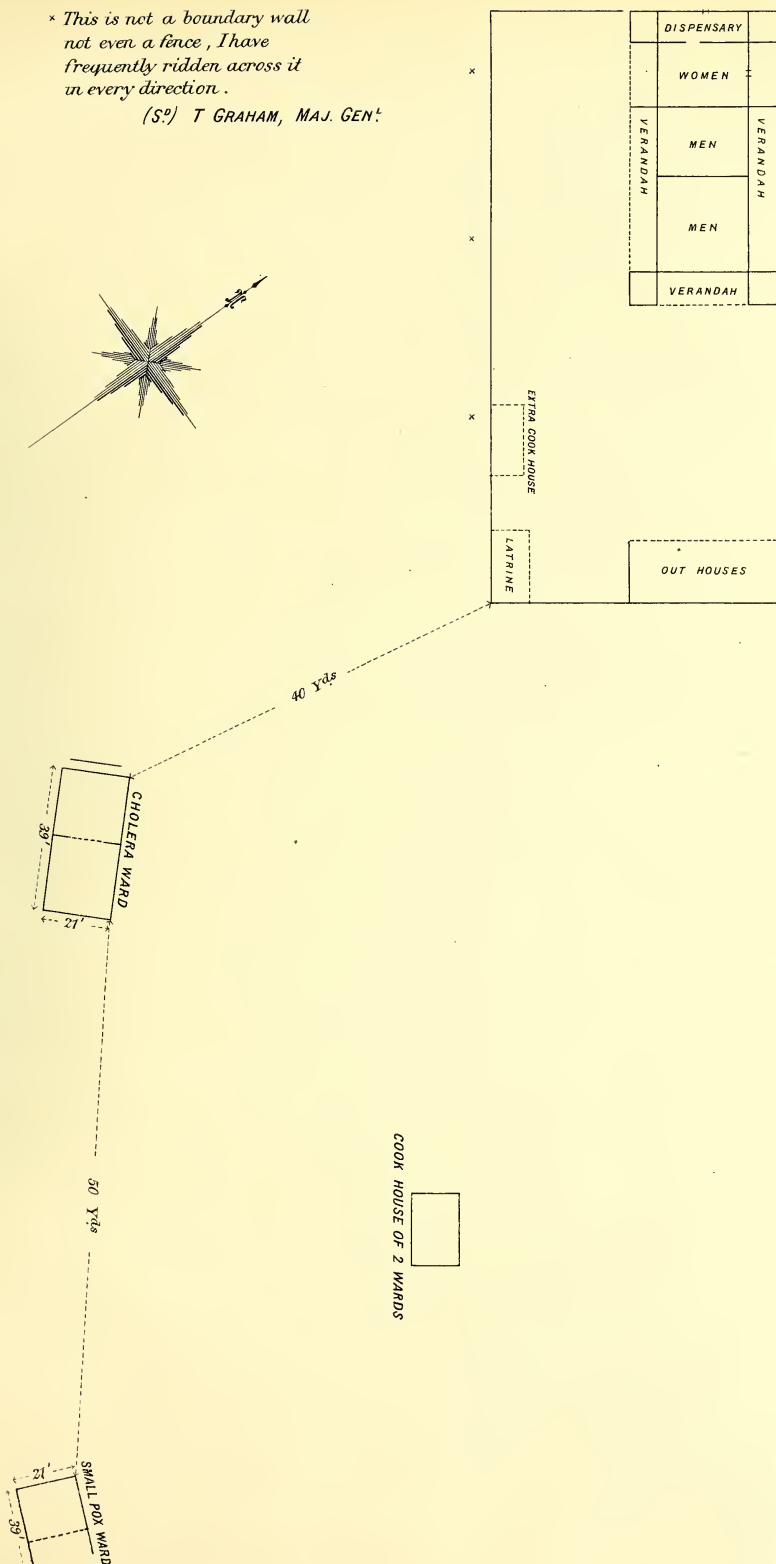 × This is not a boundary wall
not even a fence, I have
frequently ridden across it
in every direction.
(Sᴰ) T GRAHAM, MAJ. GENᴸ.
DISPENSARY
WOMEN
MEN
MEN
VERANDAH
VERANDAH
VERANDAH
×
×
×
N
EXTRA COOK HOUSE
LATRINE
OUT HOUSES
40 Yds
CHOLERA WARD
39'
21'
50 Yds
COOK HOUSE OF 2 WARDS
SMALL POX WARD
21'
39'